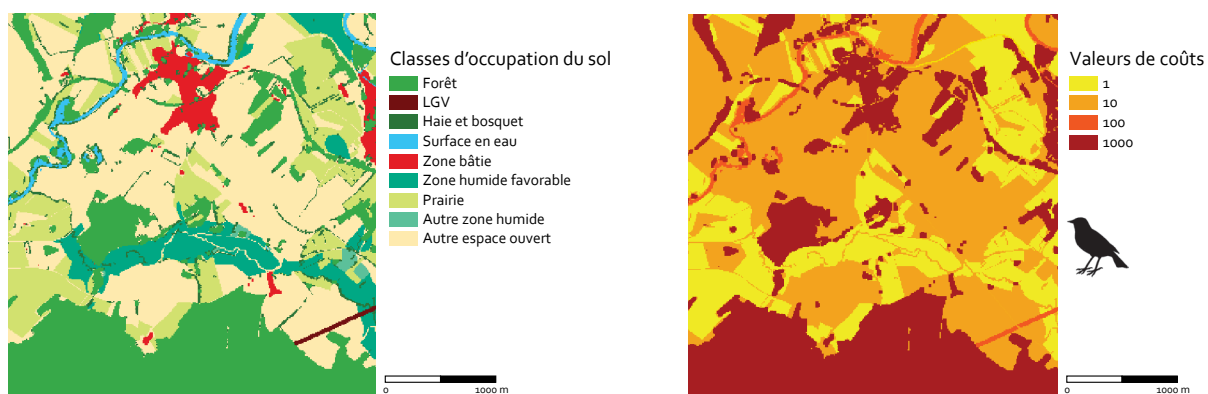 Classes d'occupation du sol
Forêt
LGV
Haie et bosquet
Surface en eau
Zone bâtie
Zone humide favorable
Prairie
Autre zone humide
Autre espace ouvert
0 1000 m
Valeurs de coûts
1
10
100
1000
0 1000 m